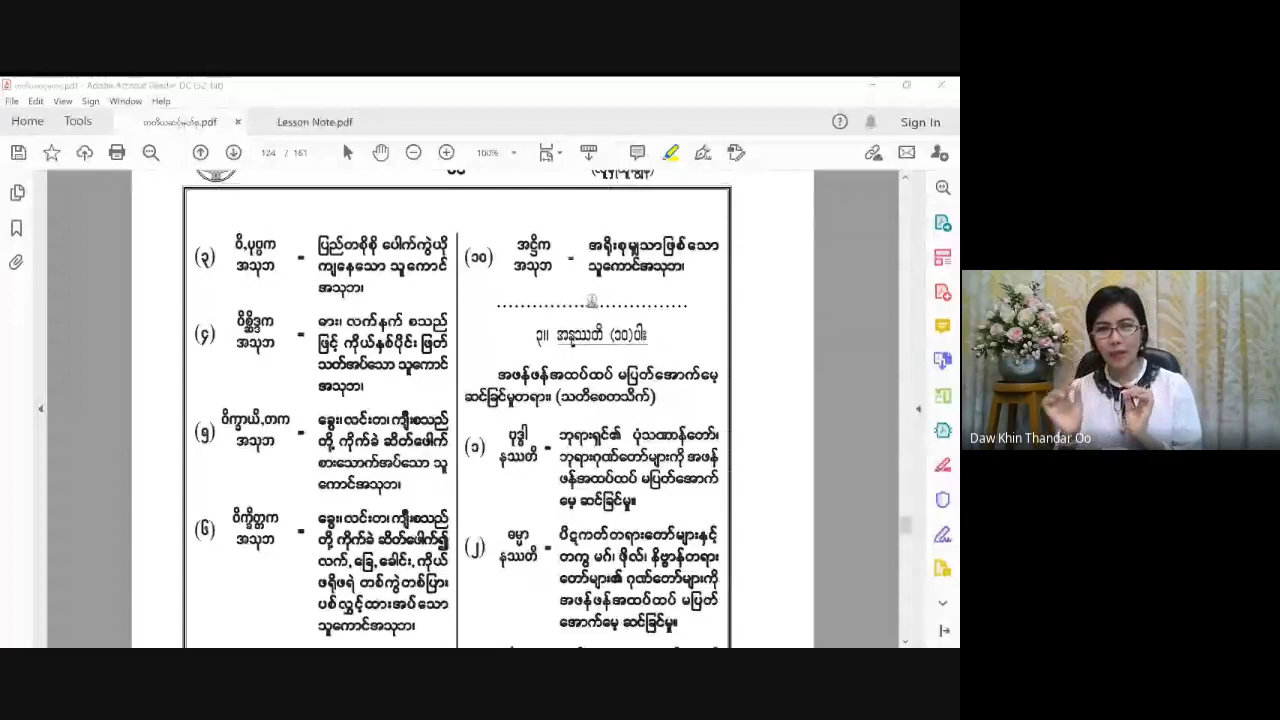 File Edit View Sign Window Help
Home Tools တတိယဆင့်မှတ်စု.pdf Lesson Note.pdf Sign In
124 / 161 100%
(၃) ဝိ,ပုဗ္ဗက အသုဘ = ပြည်တစိုစို ပေါက်ကွဲယို
ကျနေသော သူကောင်
အသုဘ၊
(၄) ဝိစ္ဆိဒ္ဒက အသုဘ = ဓား၊ လက်နက် စသည်
ဖြင့် ကိုယ်နှစ်ပိုင်း ဖြတ်
သတ်အပ်သော သူကောင်
အသုဘ၊
(၅) ဝိက္ခာယိ,တက အသုဘ = ခွေး၊ လင်းတ၊ ကျီးစသည်
တို့ ကိုက်ခဲ ဆိတ်ဖေါက်
စားသောက်အပ်သော သူ
ကောင်အသုဘ၊
(၆) ဝိက္ခိတ္တက အသုဘ = ခွေး၊ လင်းတ၊ ကျီးစသည်
တို့ ကိုက်ခဲ ဆိတ်ဖေါက်၍
လက်, ခြေ, ခေါင်း, ကိုယ်
ဖရိုဖရဲ တစ်ကွဲတစ်ပြား
ပစ်လွှင့်ထားအပ်သော
သူကောင်အသုဘ၊
(၁၀) အဋ္ဌိက အသုဘ = အရိုးစုမျှသာဖြစ်သော
သူကောင်အသုဘ၊
၃။ အနုဿတိ (၁၀)ပါး
အဖန်ဖန်အထပ်ထပ် မပြတ်အောက်မေ့
ဆင်ခြင်မှုတရား၊ (သတိစေတသိက်)
(၁) ဗုဒ္ဓါ နုဿတိ = ဘုရားရှင်၏ ပုံသဏာန်တော်၊
ဘုရားဂုဏ်တော်များကို အဖန်
ဖန်အထပ်ထပ် မပြတ်အောက်
မေ့ ဆင်ခြင်မှု။
(၂) ဓမ္မာ နုဿတိ = ပိဋကတ်တရားတော်များနှင့်
တကွ မဂ်၊ ဖိုလ်၊ နိဗ္ဗာန်တရား
တော်များ၏ ဂုဏ်တော်များကို
အဖန်ဖန်အထပ်ထပ် မပြတ်
အောက်မေ့ ဆင်ခြင်မှု။
Daw Khin Thandar Oo